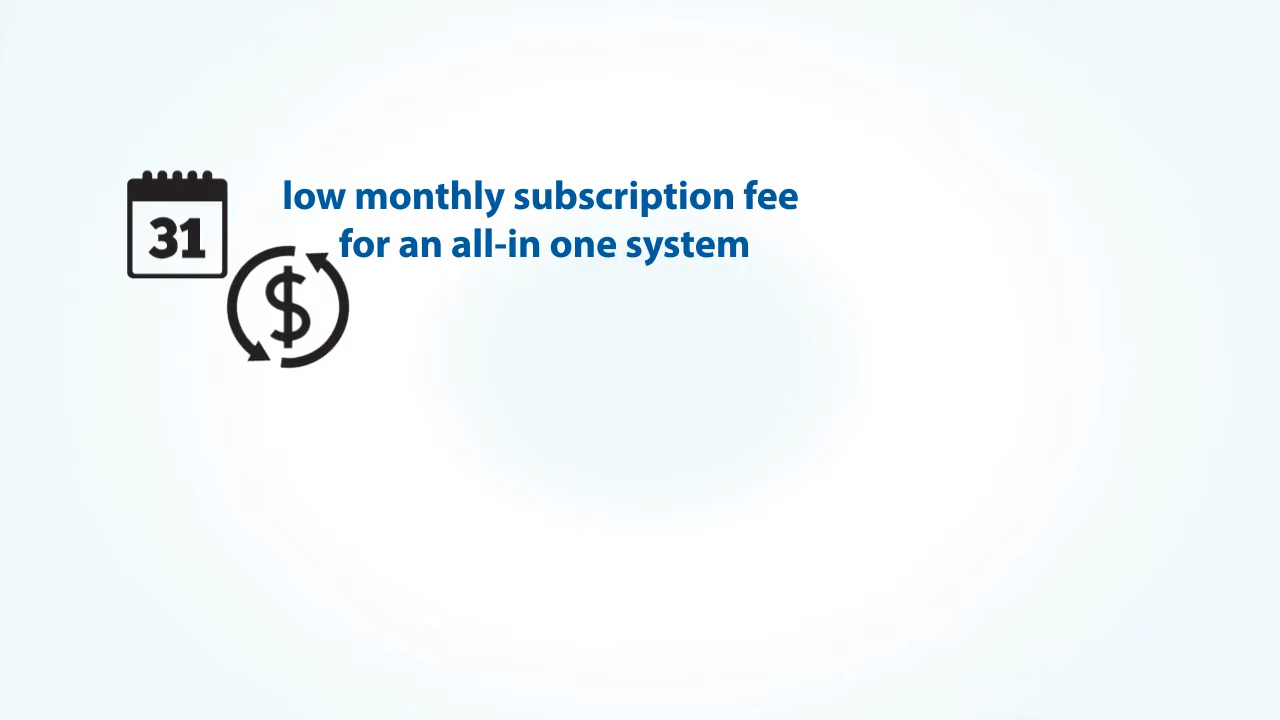 low monthly subscription fee
for an all-in one system
31
$